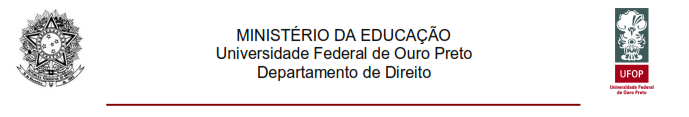 MINISTÉRIO DA EDUCAÇÃO
Universidade Federal de Ouro Preto
Departamento de Direito
UFOP
Universidade Federal
de Ouro Preto